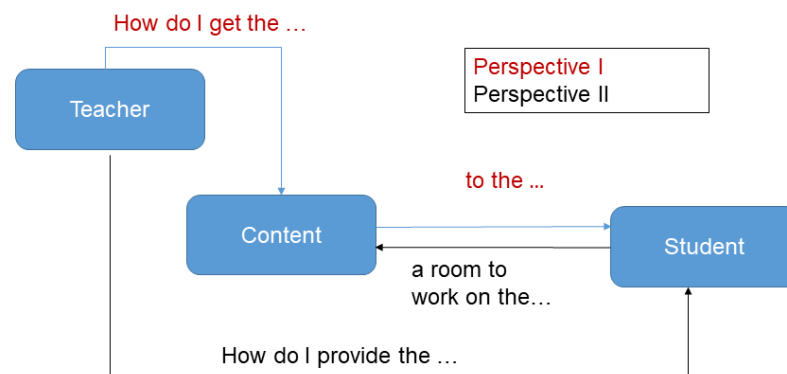 How do I get the …
Perspective I
Perspective II
Teacher
to the ...
Content
Student
a room to
work on the…
How do I provide the …